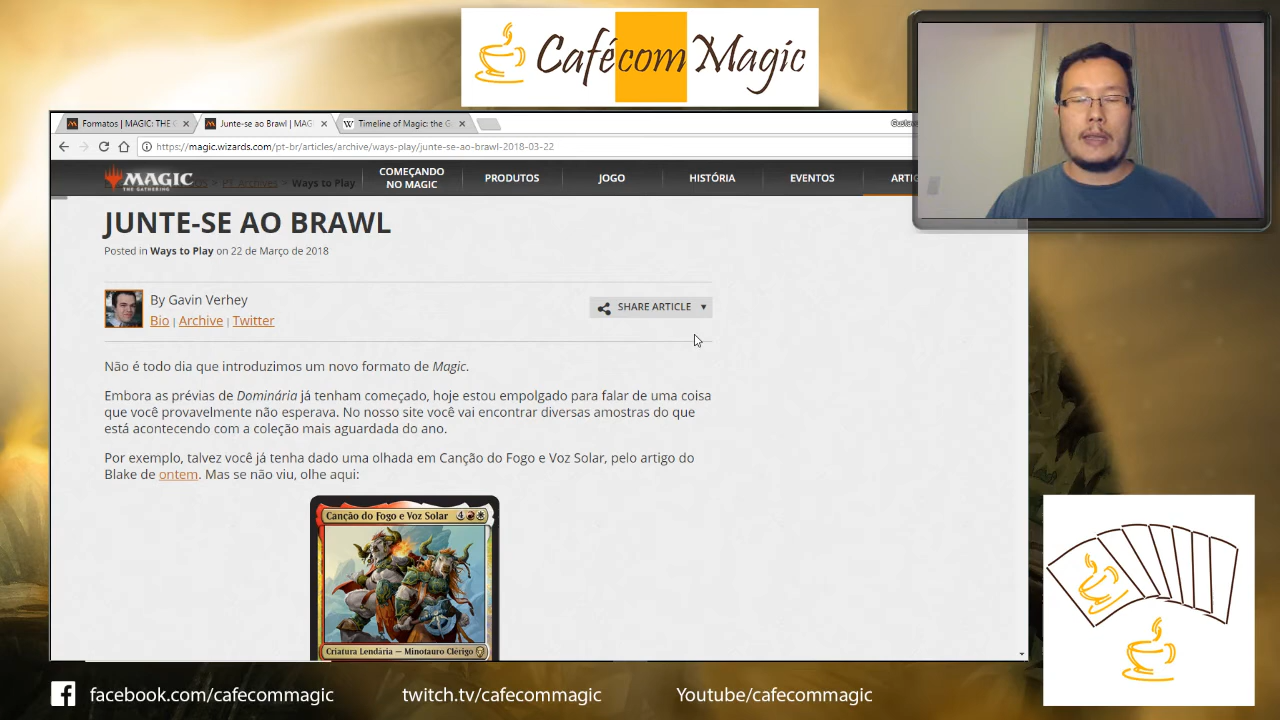 Café com Magic
Formatos | MAGIC: THE G
Junte-se ao Brawl | MAG
Timeline of Magic: the G
Gustav
https://magic.wizards.com/pt-br/articles/archive/ways-play/junte-se-ao-brawl-2018-03-22
MAGIC
THE GATHERING
PT Archives > Ways to Play
COMEÇANDO
NO MAGIC
PRODUTOS
JOGO
HISTÓRIA
EVENTOS
ARTIG
JUNTE-SE AO BRAWL
Posted in Ways to Play on 22 de Março de 2018
By Gavin Verhey
Bio | Archive | Twitter
SHARE ARTICLE
Não é todo dia que introduzimos um novo formato de Magic.
Embora as prévias de Dominária já tenham começado, hoje estou empolgado para falar de uma coisa
que você provavelmente não esperava. No nosso site você vai encontrar diversas amostras do que
está acontecendo com a coleção mais aguardada do ano.
Por exemplo, talvez você já tenha dado uma olhada em Canção do Fogo e Voz Solar, pelo artigo do
Blake de ontem. Mas se não viu, olhe aqui:
Canção do Fogo e Voz Solar 4
Criatura Lendária — Minotauro Clérigo
facebook.com/cafecommagic
twitch.tv/cafecommagic
Youtube/cafecommagic